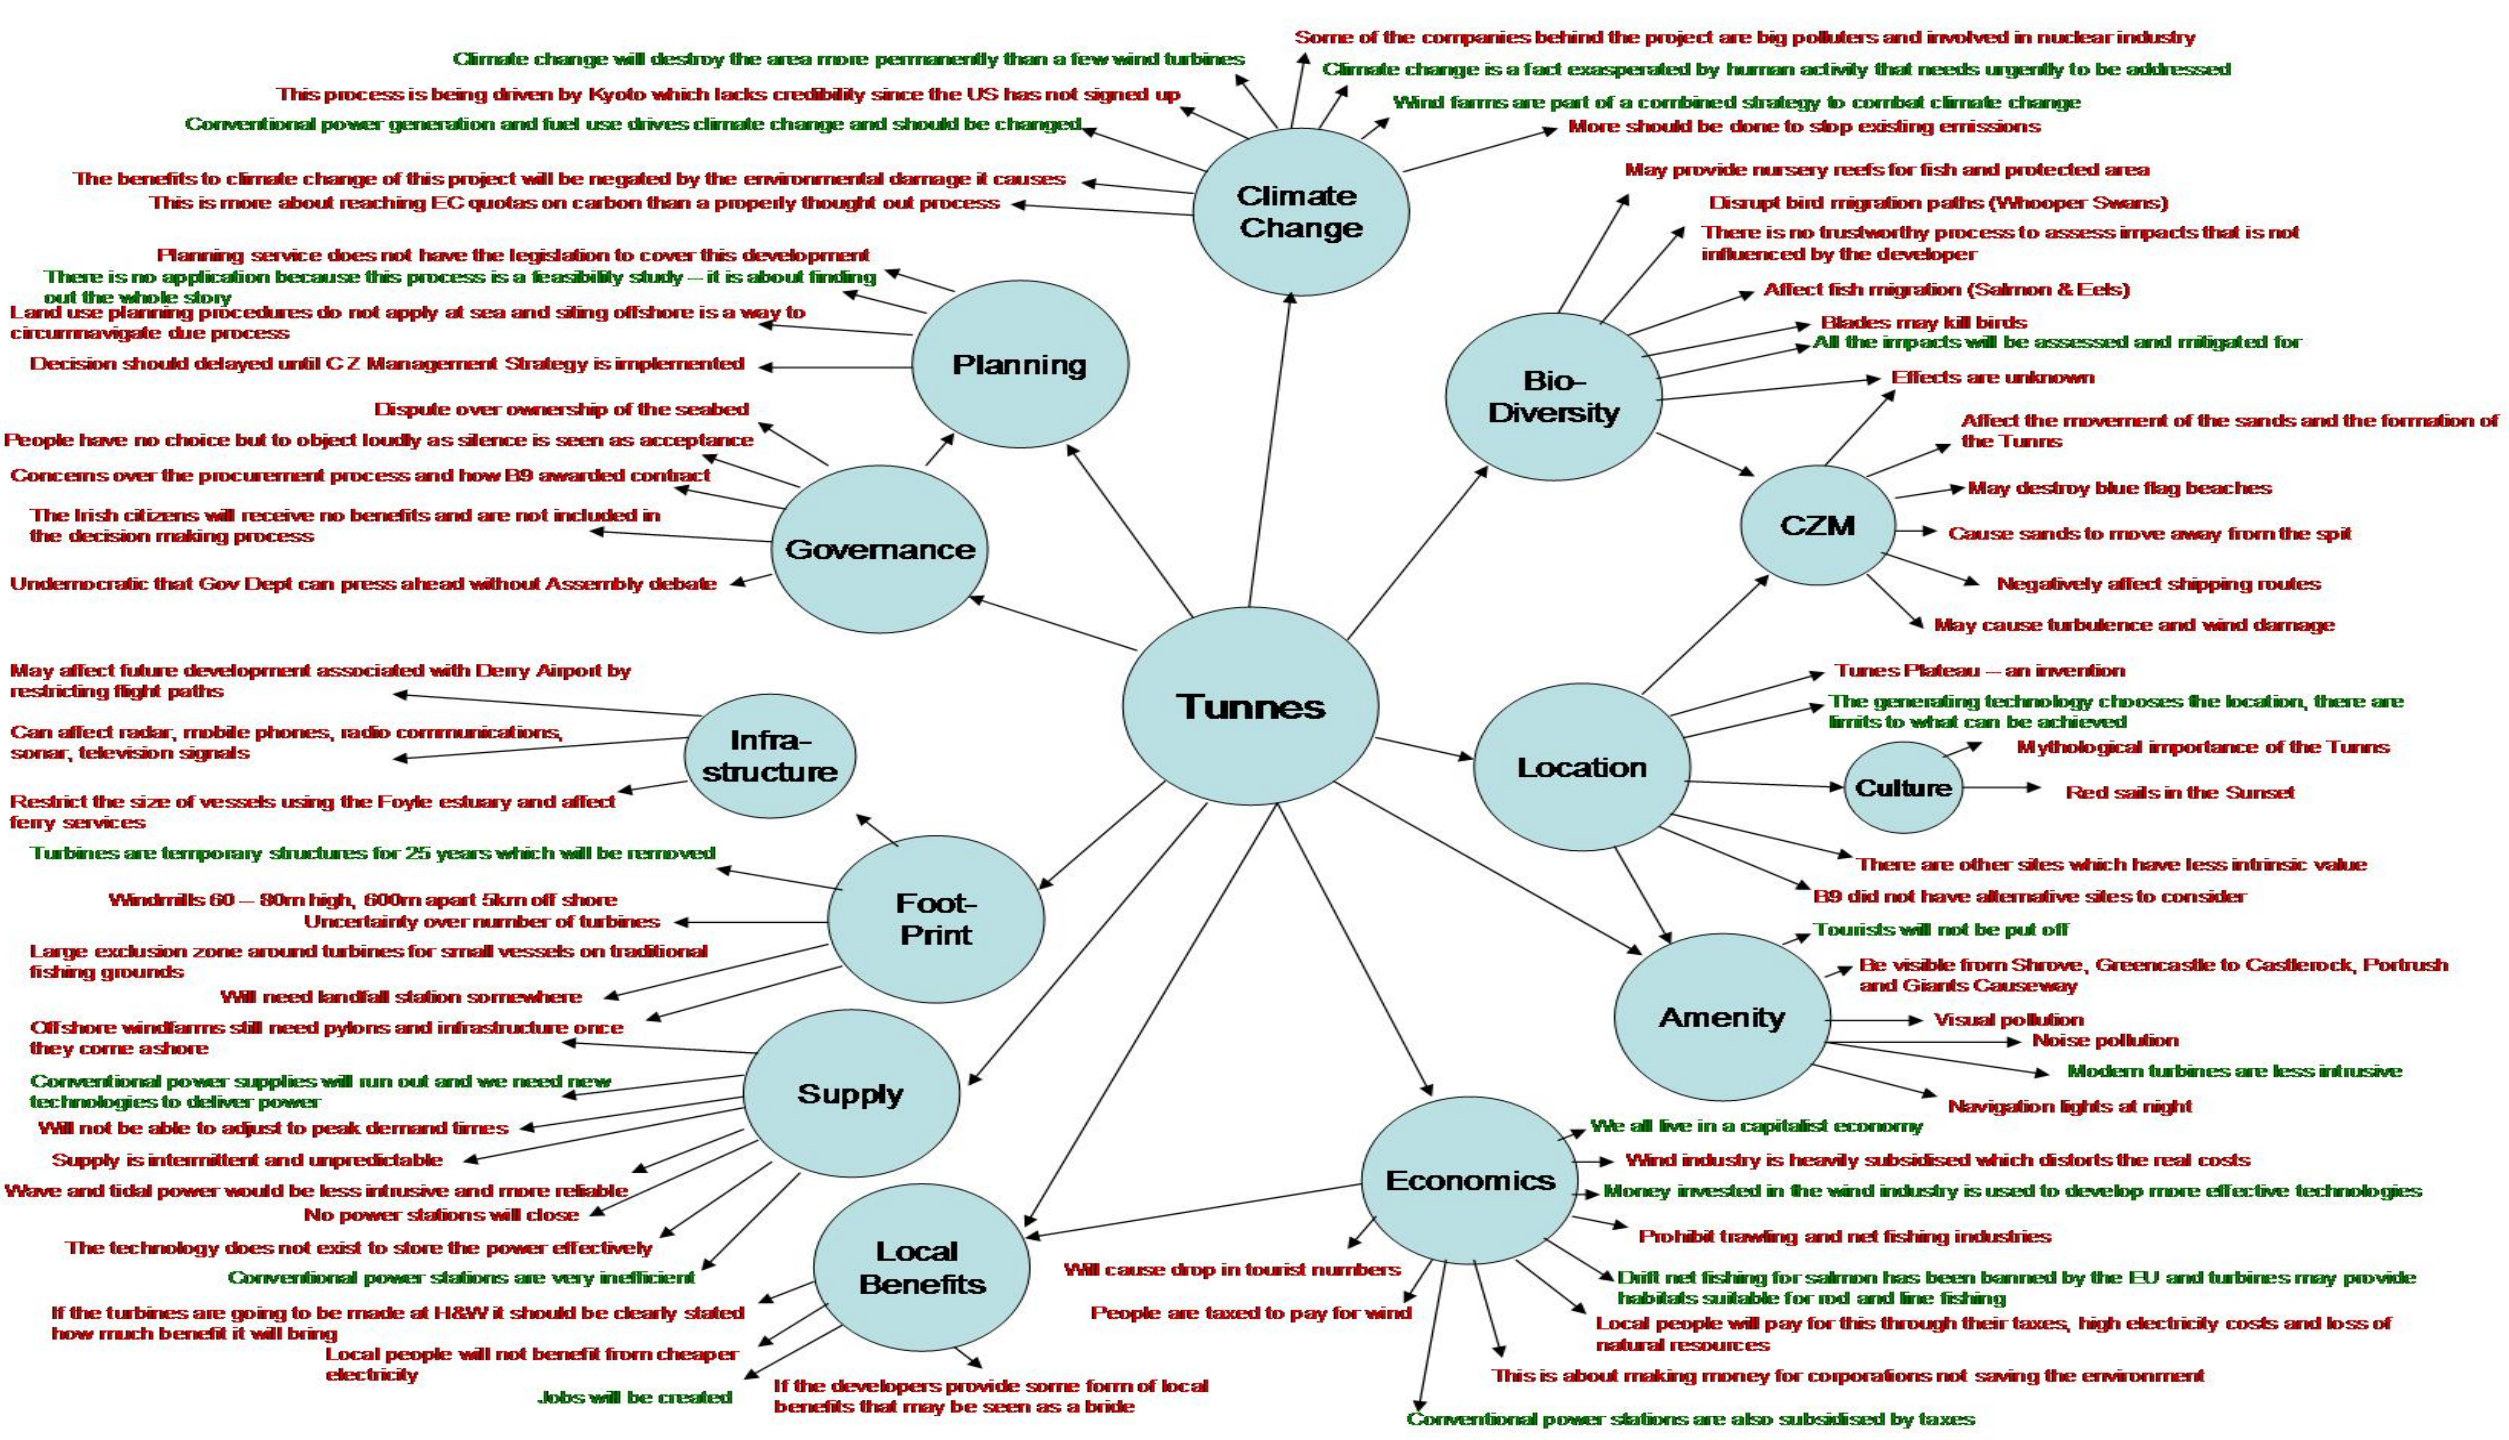 Some of the companies behind the project are big polluters and involved in nuclear industry
Climate change will destroy the area more permanently than a few wind turbines
Climate change is a fact exasperated by human activity that needs urgently to be addressed
This process is being driven by Kyoto which lacks credibility since the US has not signed up
Wind farms are part of a combined strategy to combat climate change
Conventional power generation and fuel use drives climate change and should be changed
More should be done to stop existing emissions
The benefits to climate change of this project will be negated by the environmental damage it causes
This is more about reaching EC quotas on carbon than a properly thought out process
Climate
Change
Planning service does not have the legislation to cover this development
There is no application because this process is a feasibility study – it is about finding
out the whole story
Land use planning procedures do not apply at sea and siting offshore is a way to
circumnavigate due process
Decision should delayed until C Z Management Strategy is implemented
Planning
Dispute over ownership of the seabed
People have no choice but to object loudly as silence is seen as acceptance
Concerns over the procurement process and how B9 awarded contract
The Irish citizens will receive no benefits and are not included in
the decision making process
Undemocratic that Gov Dept can press ahead without Assembly debate
Governance
May provide nursery reefs for fish and protected area
Disrupt bird migration paths (Whooper Swans)
There is no trustworthy process to assess impacts that is not
influenced by the developer
Affect fish migration (Salmon & Eels)
Blades may kill birds
All the impacts will be assessed and mitigated for
Effects are unknown
Bio-
Diversity
Affect the movement of the sands and the formation of
the Tunns
May destroy blue flag beaches
CZM
Cause sands to move away from the spit
Negatively affect shipping routes
May cause turbulence and wind damage
Tunnes
May affect future development associated with Derry Airport by
restricting flight paths
Can affect radar, mobile phones, radio communications,
sonar, television signals
Restrict the size of vessels using the Foyle estuary and affect
ferry services
Infra-
structure
Tunes Plateau – an invention
The generating technology chooses the location, there are
limits to what can be achieved
Location
Mythological importance of the Tunns
Culture
Red sails in the Sunset
There are other sites which have less intrinsic value
B9 did not have alternative sites to consider
Turbines are temporary structures for 25 years which will be removed
Windmills 60 – 80m high, 600m apart 5km off shore
Uncertainty over number of turbines
Large exclusion zone around turbines for small vessels on traditional
fishing grounds
Will need landfall station somewhere
Foot-
Print
Tourists will not be put off
Be visible from Shrove, Greencastle to Castlerock, Portrush
and Giants Causeway
Visual pollution
Noise pollution
Modern turbines are less intrusive
Navigation lights at night
Amenity
Offshore windfarms still need pylons and infrastructure once
they come ashore
Conventional power supplies will run out and we need new
technologies to deliver power
Will not be able to adjust to peak demand times
Supply is intermittent and unpredictable
Wave and tidal power would be less intrusive and more reliable
No power stations will close
The technology does not exist to store the power effectively
Conventional power stations are very inefficient
Supply
If the turbines are going to be made at H&W it should be clearly stated
how much benefit it will bring
Local people will not benefit from cheaper
electricity
Jobs will be created
If the developers provide some form of local
benefits that may be seen as a bride
Local
Benefits
Economics
We all live in a capitalist economy
Wind industry is heavily subsidised which distorts the real costs
Money invested in the wind industry is used to develop more effective technologies
Prohibit trawling and net fishing industries
Drift net fishing for salmon has been banned by the EU and turbines may provide
habitats suitable for rod and line fishing
Local people will pay for this through their taxes, high electricity costs and loss of
natural resources
This is about making money for corporations not saving the environment
Conventional power stations are also subsidised by taxes
Will cause drop in tourist numbers
People are taxed to pay for wind